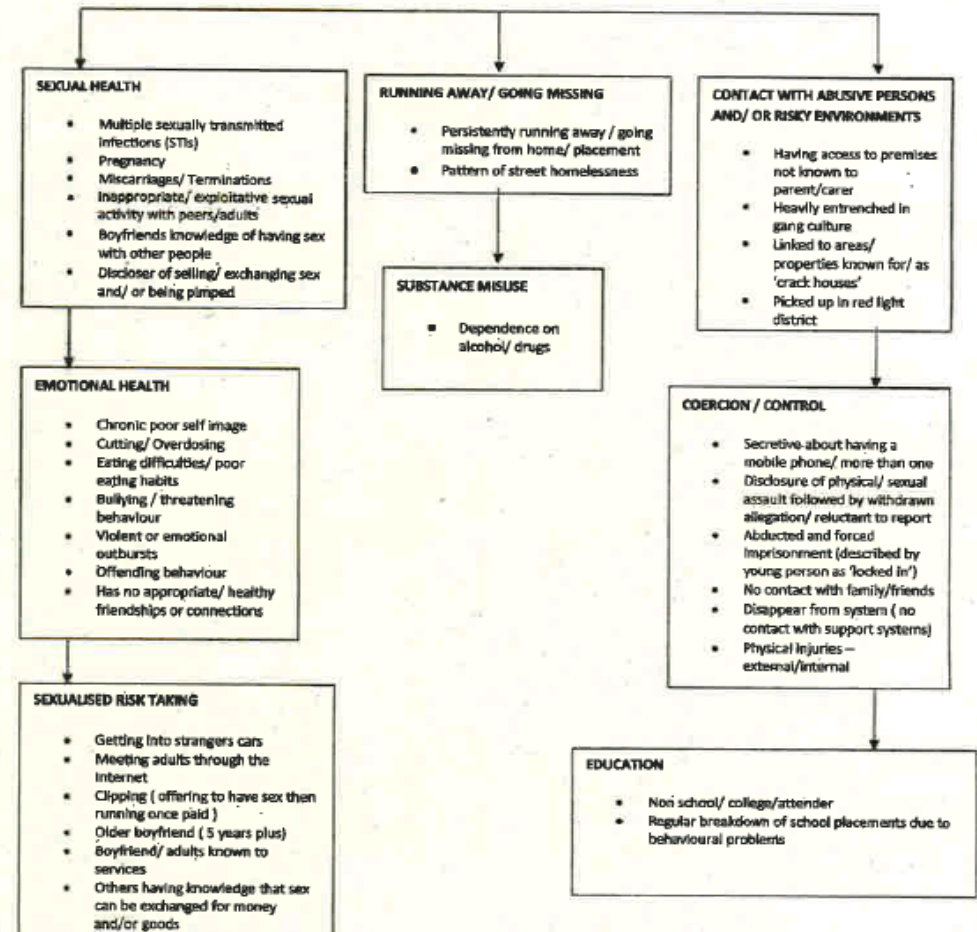 SEXUAL HEALTH
• Multiple sexually transmitted
infections (STIs)
• Pregnancy
• Miscarriages/ Terminations
• Inappropriate/ exploitative sexual
activity with peers/adults
• Boyfriends knowledge of having sex
with other people
• Discloser of selling/ exchanging sex
and/ or being pimped
EMOTIONAL HEALTH
• Chronic poor self image
• Cutting/ Overdosing
• Eating difficulties/ poor
eating habits
• Bullying / threatening
behaviour
• Violent or emotional
outbursts
• Offending behaviour
• Has no appropriate/ healthy
friendships or connections
SEXUALISED RISK TAKING
• Getting into strangers cars
• Meeting adults through the
Internet
• Clipping ( offering to have sex then
running once paid )
• Older boyfriend ( 5 years plus)
• Boyfriend/ adults known to
services
• Others having knowledge that sex
can be exchanged for money
and/or goods
RUNNING AWAY/ GOING MISSING
• Persistently running away / going
missing from home/ placement
• Pattern of street homelessness
SUBSTANCE MISUSE
• Dependence on
alcohol/ drugs
CONTACT WITH ABUSIVE PERSONS
AND/ OR RISKY ENVIRONMENTS
• Having access to premises
not known to
parent/carer
• Heavily entrenched in
gang culture
• Linked to areas/
properties known for/ as
'crack houses'
• Picked up in red light
district
COERCION / CONTROL
• Secretive about having a
mobile phone/ more than one
• Disclosure of physical/ sexual
assault followed by withdrawn
allegation/ reluctant to report
• Abducted and forced
Imprisonment (described by
young person as 'locked in')
• No contact with family/friends
• Disappear from system ( no
contact with support systems)
• Physical Injuries –
external/internal
EDUCATION
• Non school/ college/attender
• Regular breakdown of school placements due to
behavioural problems